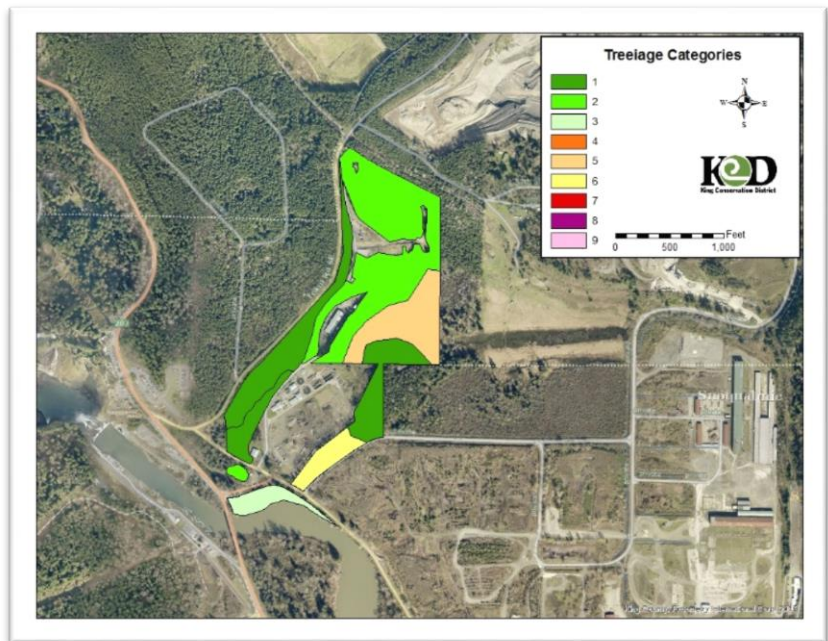 Treeiage Categories
1
2
3
4
5
6
7
8
9
N
W E
S
KCD
King Conservation District
Feet
0 500 1,000
202
Snoqualmie